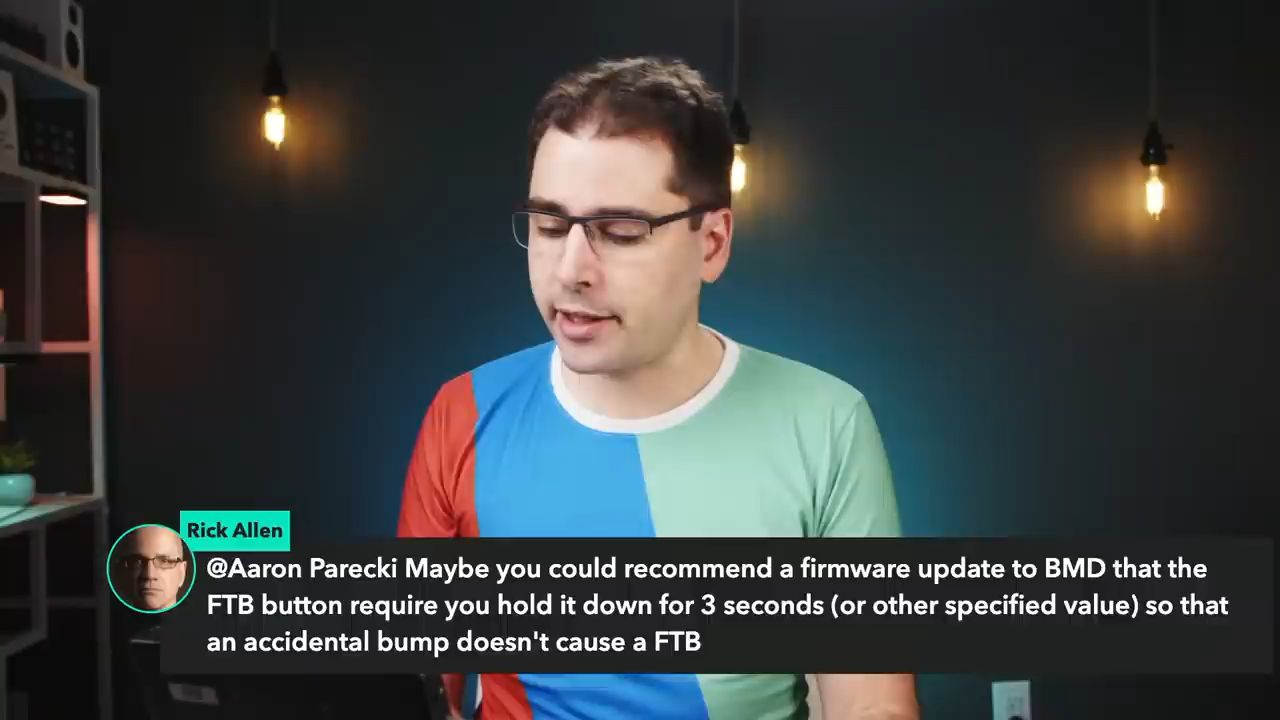 Rick Allen
@Aaron Parecki Maybe you could recommend a firmware update to BMD that the
FTB button require you hold it down for 3 seconds (or other specified value) so that
an accidental bump doesn't cause a FTB